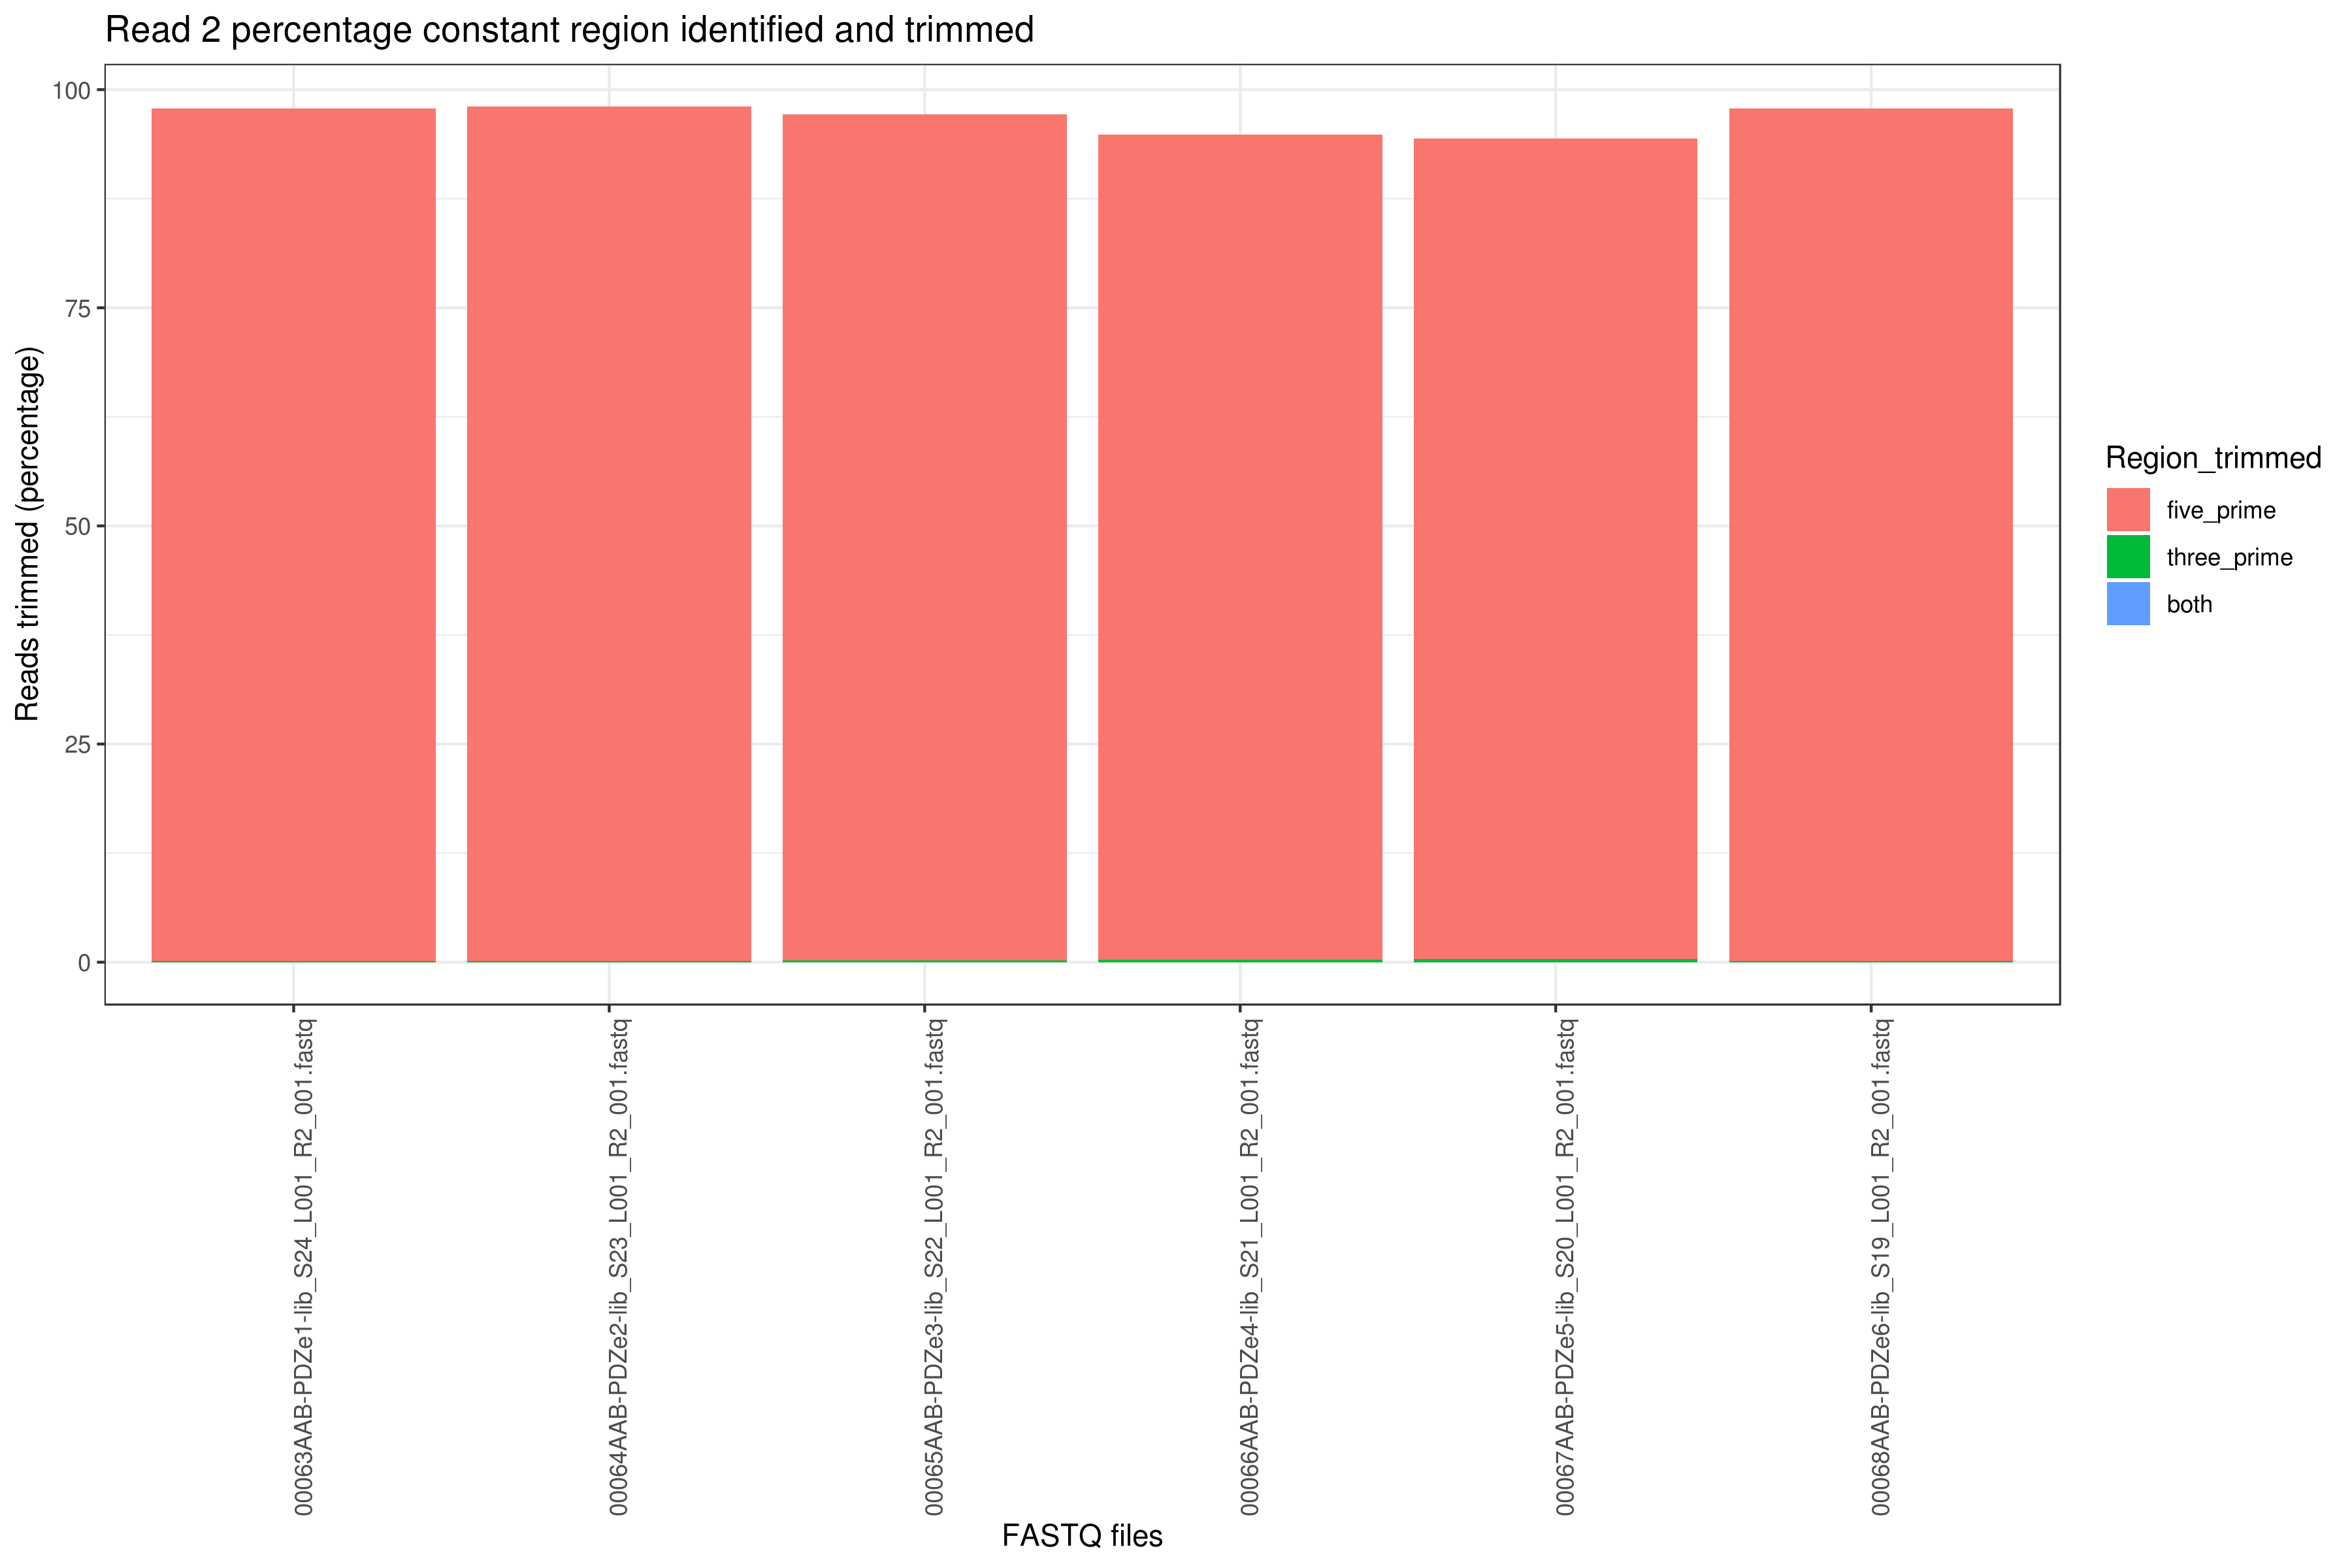 Read 2 percentage constant region identified and trimmed
Reads trimmed (percentage)
100
75
50
25
0
Region_trimmed
five_prime
three_prime
both
00063AAB-PDZe1-lib_S24_L001_R2_001.fastq
00064AAB-PDZe2-lib_S23_L001_R2_001.fastq
00065AAB-PDZe3-lib_S22_L001_R2_001.fastq
00066AAB-PDZe4-lib_S21_L001_R2_001.fastq
00067AAB-PDZe5-lib_S20_L001_R2_001.fastq
00068AAB-PDZe6-lib_S19_L001_R2_001.fastq
FASTQ files